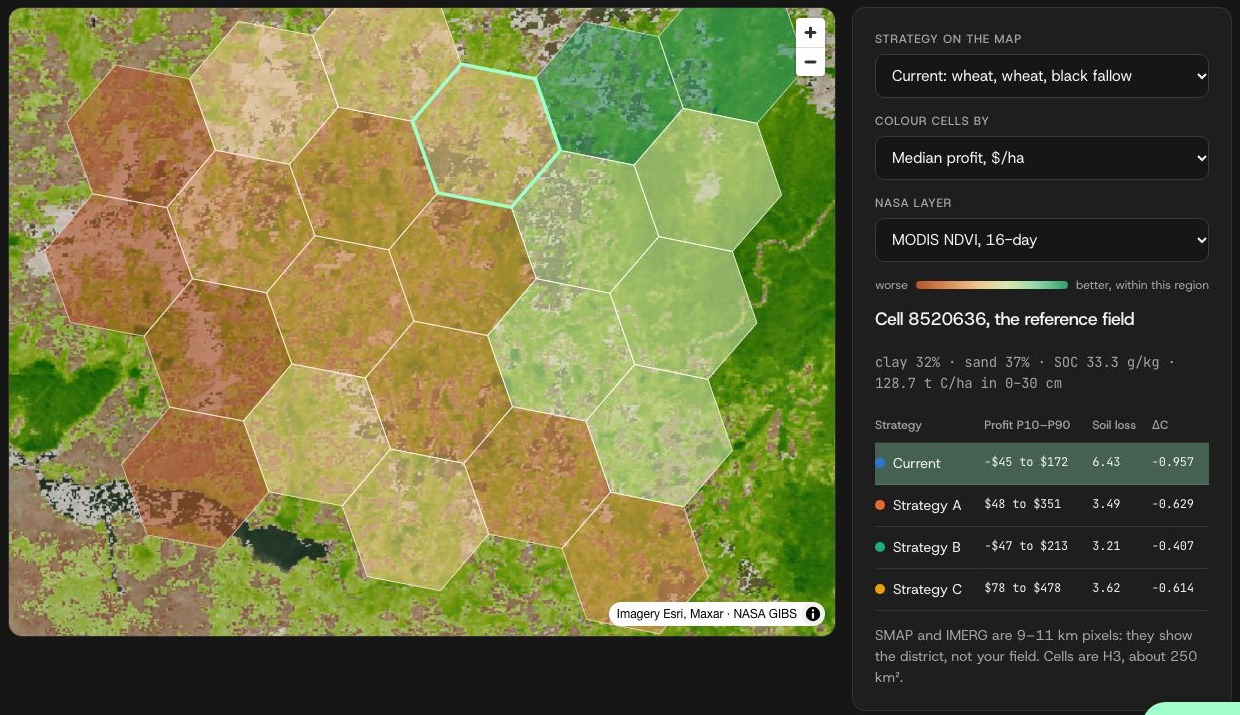 +
−
Imagery Esri, Maxar · NASA GIBS
STRATEGY ON THE MAP
Current: wheat, wheat, black fallow
COLOUR CELLS BY
Median profit, $/ha
NASA LAYER
MODIS NDVI, 16-day
worse better, within this region
Cell 8520636, the reference field
clay 32% · sand 37% · SOC 33.3 g/kg ·
128.7 t C/ha in 0–30 cm
Strategy Profit P10–P90 Soil loss ΔC
Current -$45 to $172 6.43 -0.957
Strategy A $48 to $351 3.49 -0.629
Strategy B -$47 to $213 3.21 -0.407
Strategy C $78 to $478 3.62 -0.614
SMAP and IMERG are 9–11 km pixels: they show
the district, not your field. Cells are H3, about 250
km².